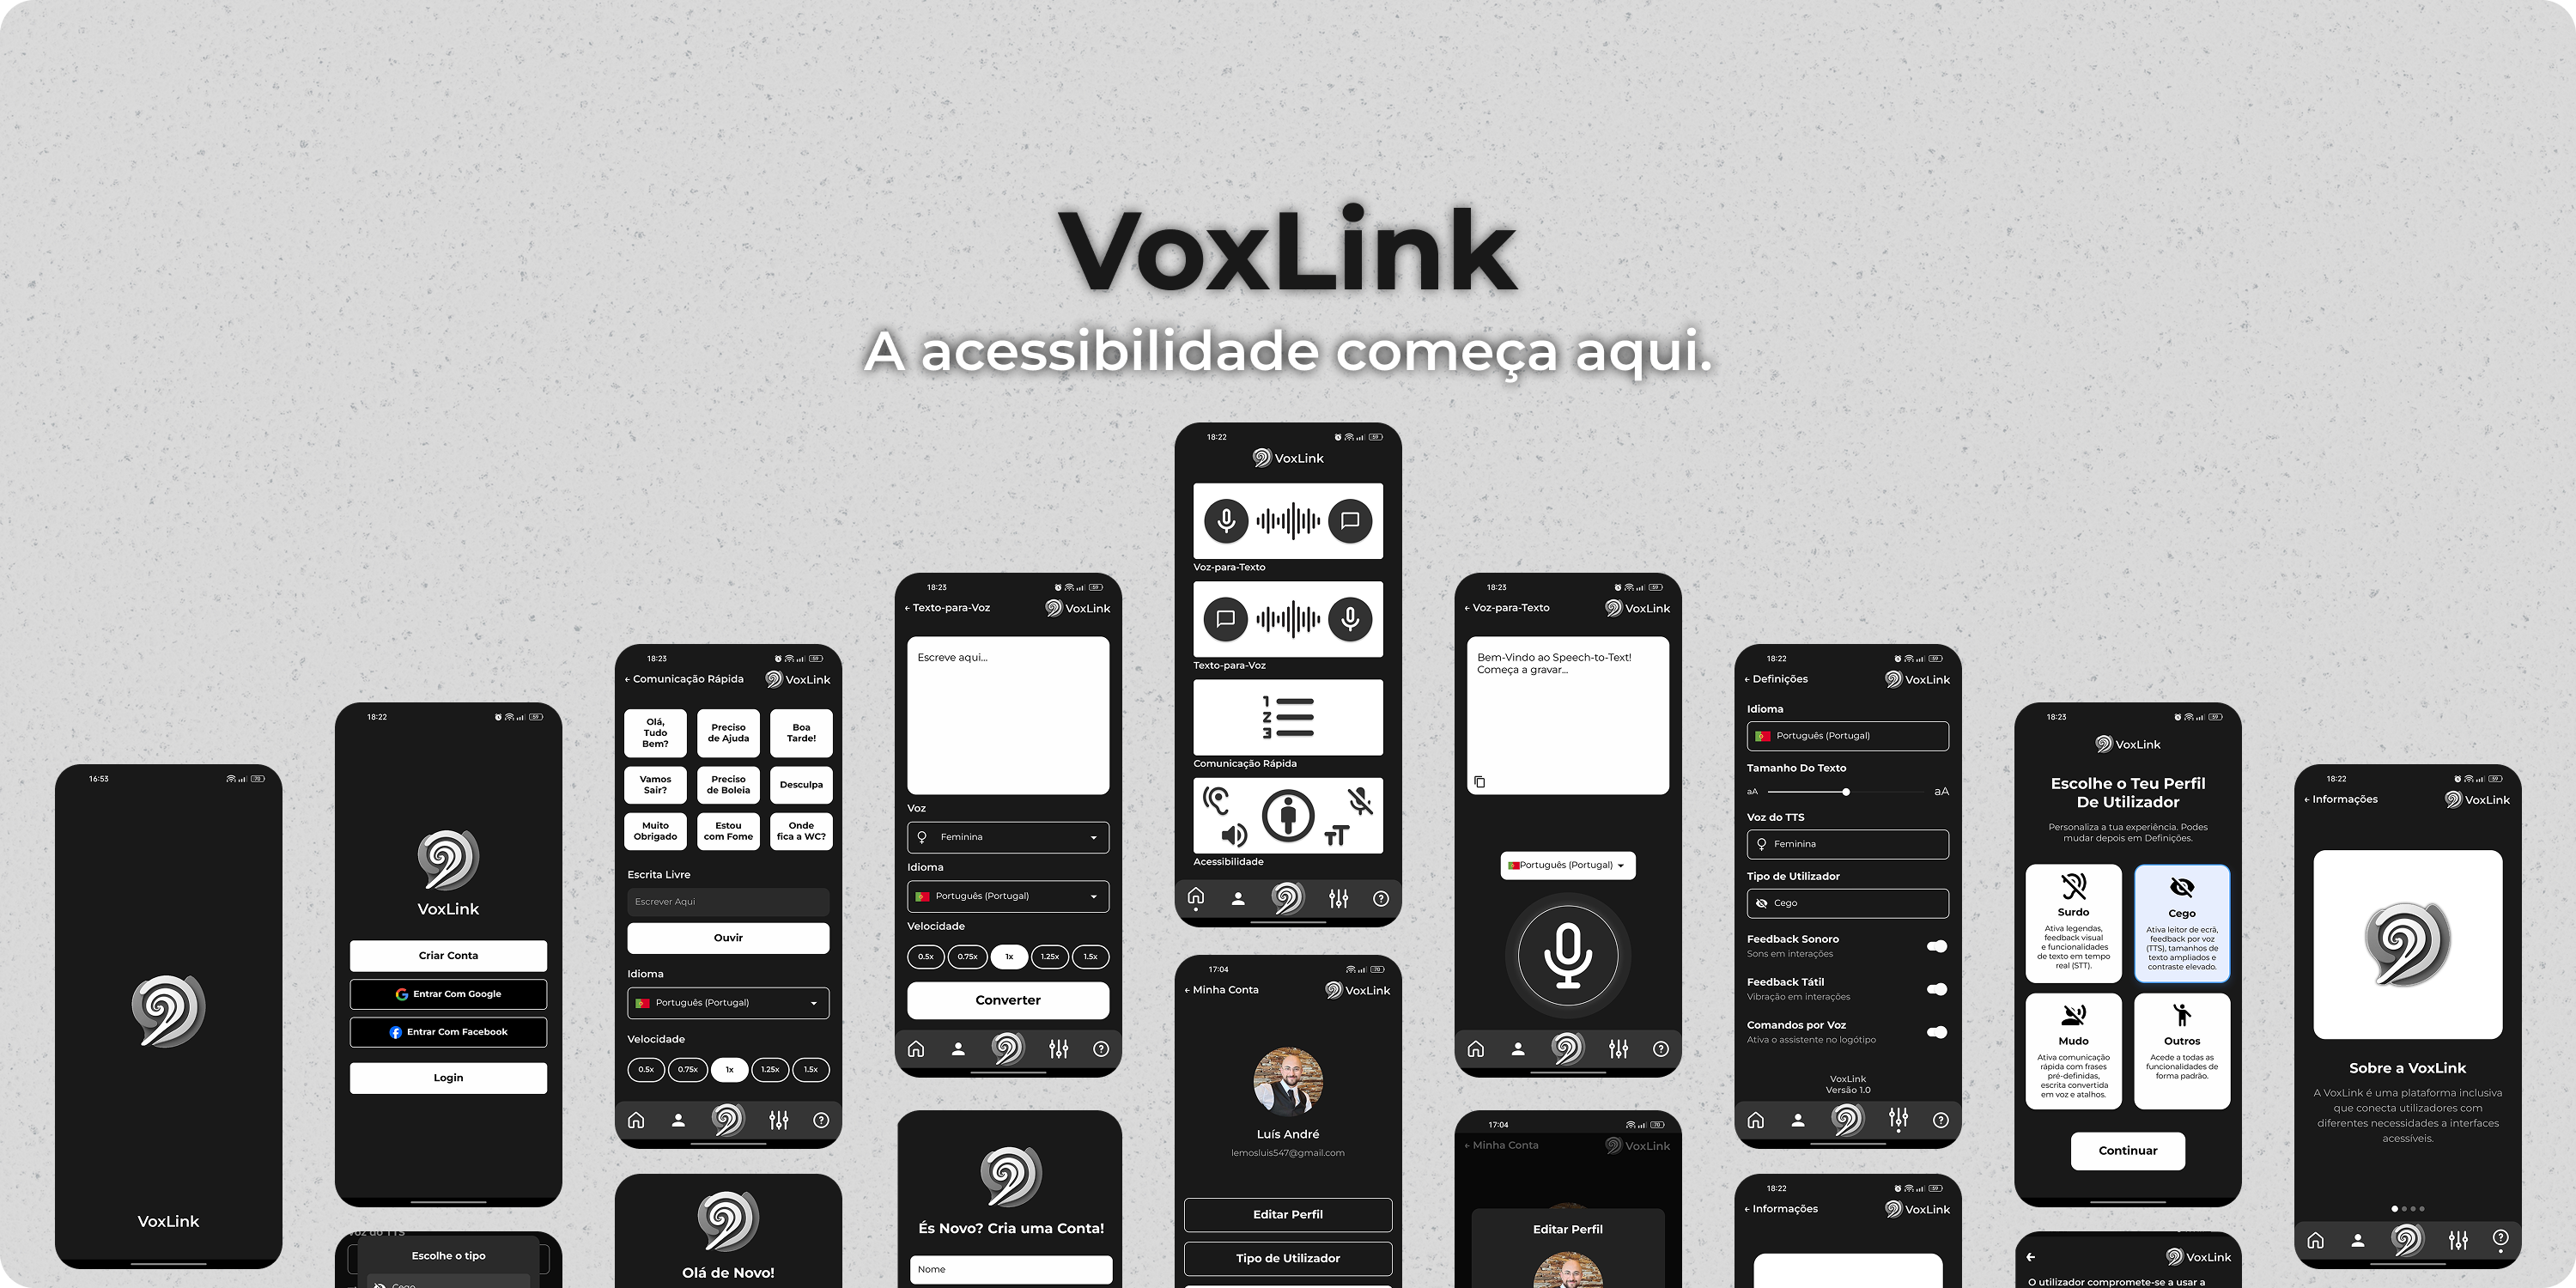 VoxLink
A acessibilidade começa aqui.
16:53
VoxLink
18:22
VoxLink
Criar Conta
Entrar Com Google
Entrar Com Facebook
Login
Voz do TTS
Escolhe o tipo
Cego
18:23
← Comunicação Rápida
VoxLink
Olá,
Tudo
Bem?
Preciso
de Ajuda
Boa
Tarde!
Vamos
Sair?
Preciso
de Boleia
Desculpa
Muito
Obrigado
Estou
com Fome
Onde
fica a WC?
Escrita Livre
Escrever Aqui
Ouvir
Idioma
Português (Portugal)
Velocidade
0.5x 0.75x 1x 1.25x 1.5x
Olá de Novo!
18:23
← Texto-para-Voz
VoxLink
Escreve aqui...
Voz
Feminina
Idioma
Português (Portugal)
Velocidade
0.5x 0.75x 1x 1.25x 1.5x
Converter
És Novo? Cria uma Conta!
Nome
18:22
VoxLink
Voz-para-Texto
Texto-para-Voz
1
2
3
Comunicação Rápida
TT
Acessibilidade
17:04
← Minha Conta
VoxLink
Luís André
lemosluis547@gmail.com
Editar Perfil
Tipo de Utilizador
18:23
← Voz-para-Texto
VoxLink
Bem-Vindo ao Speech-to-Text!
Começa a gravar...
Português (Portugal)
17:04
← Minha Conta
VoxLink
Editar Perfil
18:22
← Definições
VoxLink
Idioma
Português (Portugal)
Tamanho Do Texto
aA aA
Voz do TTS
Feminina
Tipo de Utilizador
Cego
Feedback Sonoro
Sons em interações
Feedback Tátil
Vibração em interações
Comandos por Voz
Ativa o assistente no logótipo
VoxLink
Versão 1.0
18:22
← Informações
VoxLink
18:23
VoxLink
Escolhe o Teu Perfil
De Utilizador
Personaliza a tua experiência. Podes
mudar depois em Definições.
Surdo
Ativa legendas,
feedback visual
e funcionalidades
de texto em tempo
real (STT).
Cego
Ativa leitor de ecrã,
feedback por voz
(TTS), tamanhos de
texto ampliados e
contraste elevado.
Mudo
Ativa comunicação
rápida com frases
pré-definidas,
escrita convertida
em voz e atalhos.
Outros
Acede a todas as
funcionalidades de
forma padrão.
Continuar
← VoxLink
O utilizador compromete-se a usar a
18:22
← Informações
VoxLink
Sobre a VoxLink
A VoxLink é uma plataforma inclusiva
que conecta utilizadores com
diferentes necessidades a interfaces
acessíveis.